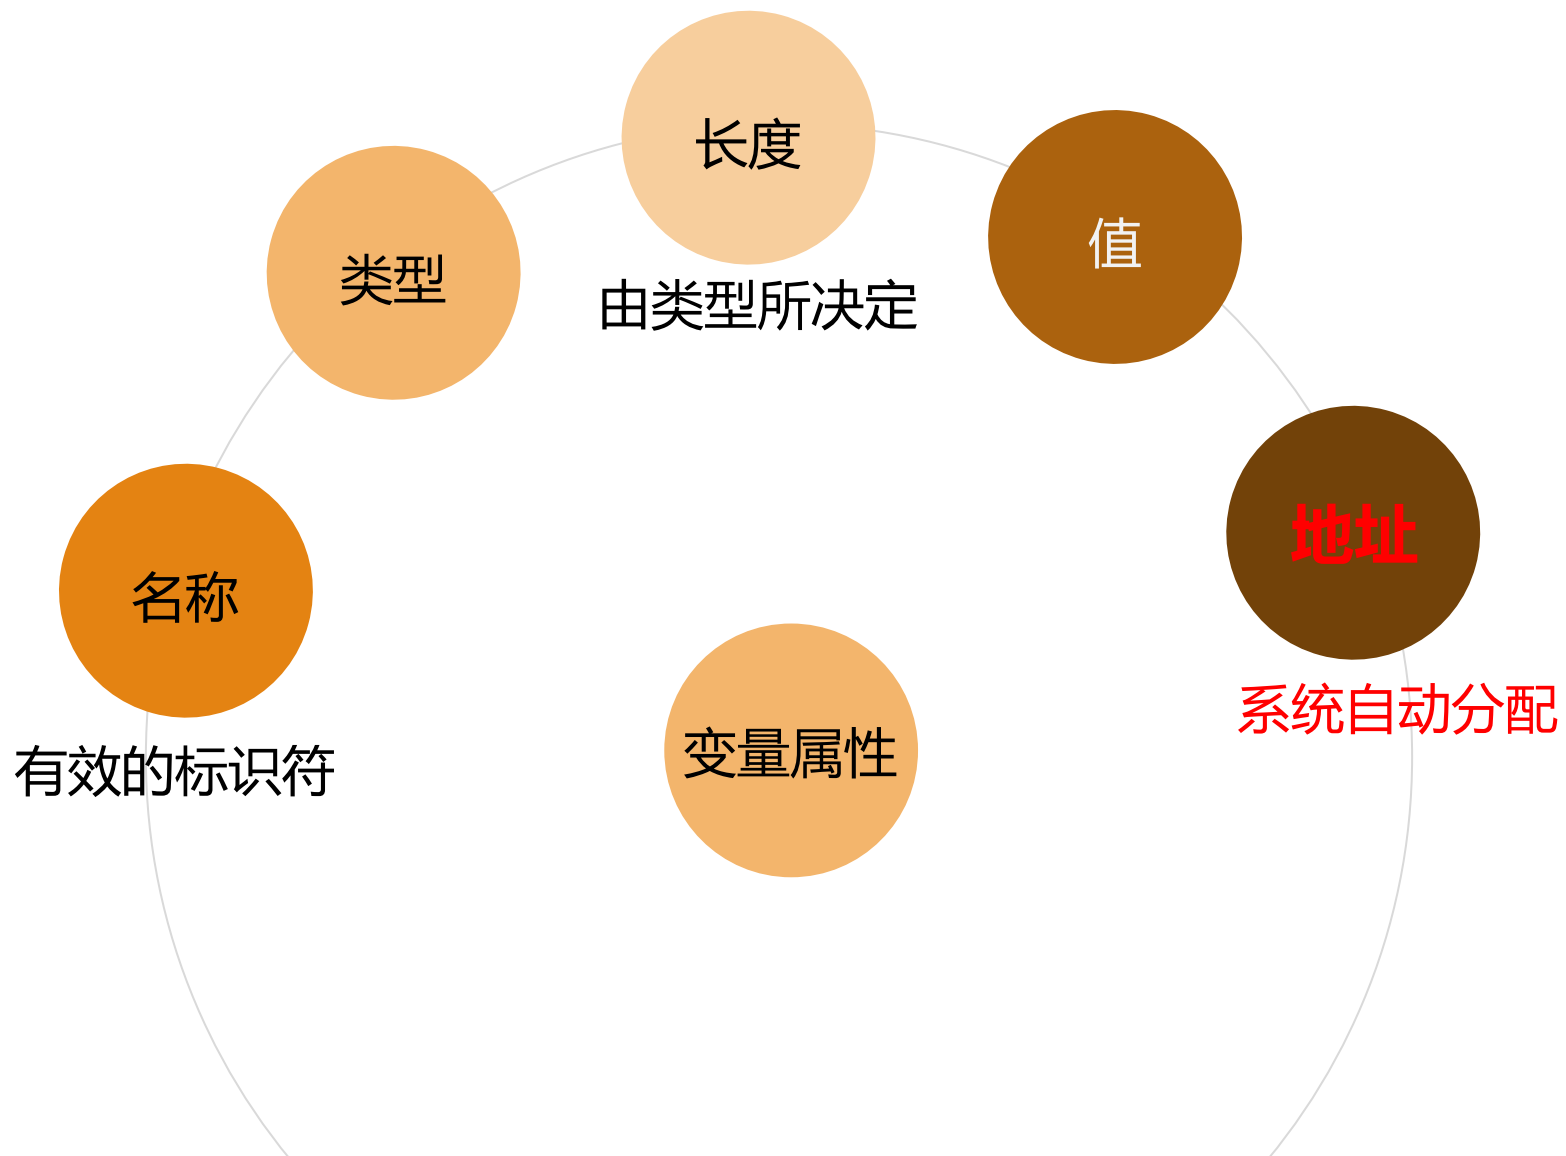 长度
由类型所决定
值
类型
地址
系统自动分配
名称
有效的标识符
变量属性